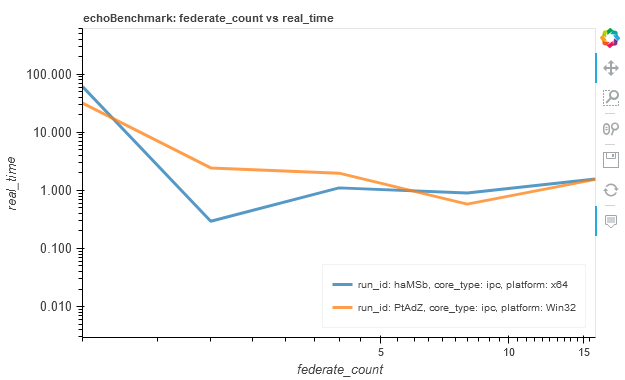 echoBenchmark: federate_count vs real_time
100.000
10.000
1.000
0.100
0.010
real_time
run_id: haMSb, core_type: ipc, platform: x64
run_id: PtAdZ, core_type: ipc, platform: Win32
5
10
15
federate_count